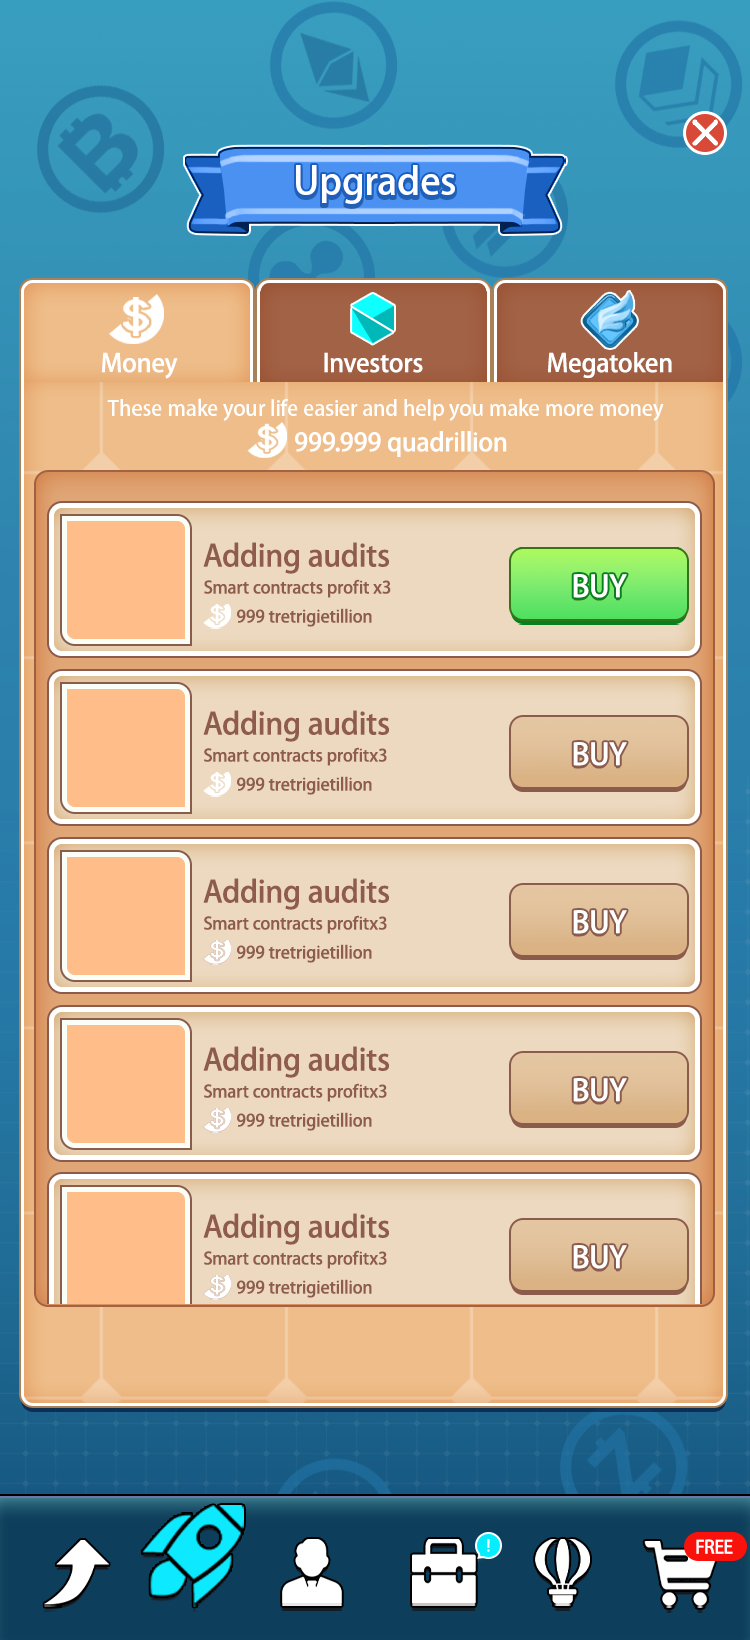 Upgrades
Money
Investors
Megatoken
These make your life easier and help you make more money
999.999 quadrillion
Adding audits
Smart contracts profit x3
999 tretrigietillion
BUY
Adding audits
Smart contracts profitx3
999 tretrigietillion
BUY
Adding audits
Smart contracts profitx3
999 tretrigietillion
BUY
Adding audits
Smart contracts profitx3
999 tretrigietillion
BUY
Adding audits
Smart contracts profitx3
999 tretrigietillion
BUY
!
FREE